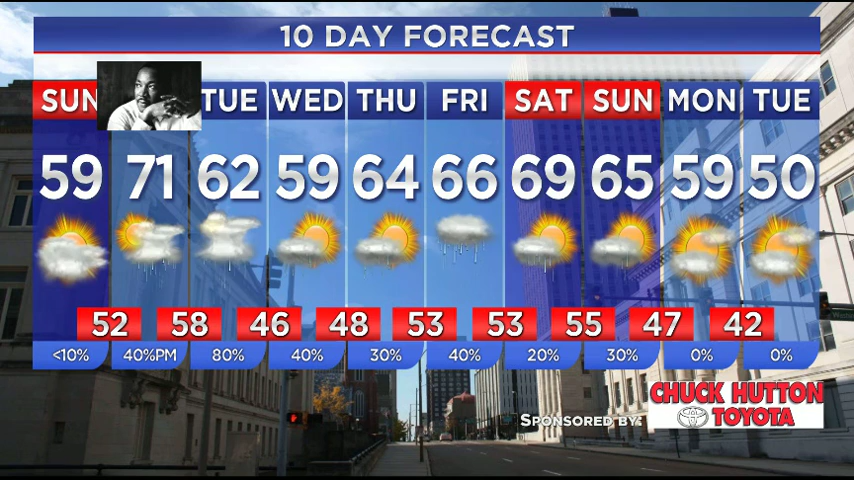 10 DAY FORECAST
SUN TUE WED THU FRI SAT SUN MON TUE
59 71 62 59 64 66 69 65 59 50
52 58 46 48 53 53 55 47 42
<10% 40%PM 80% 40% 30% 40% 20% 30% 0% 0%
SPONSORED BY:
CHUCK HUTTON
TOYOTA